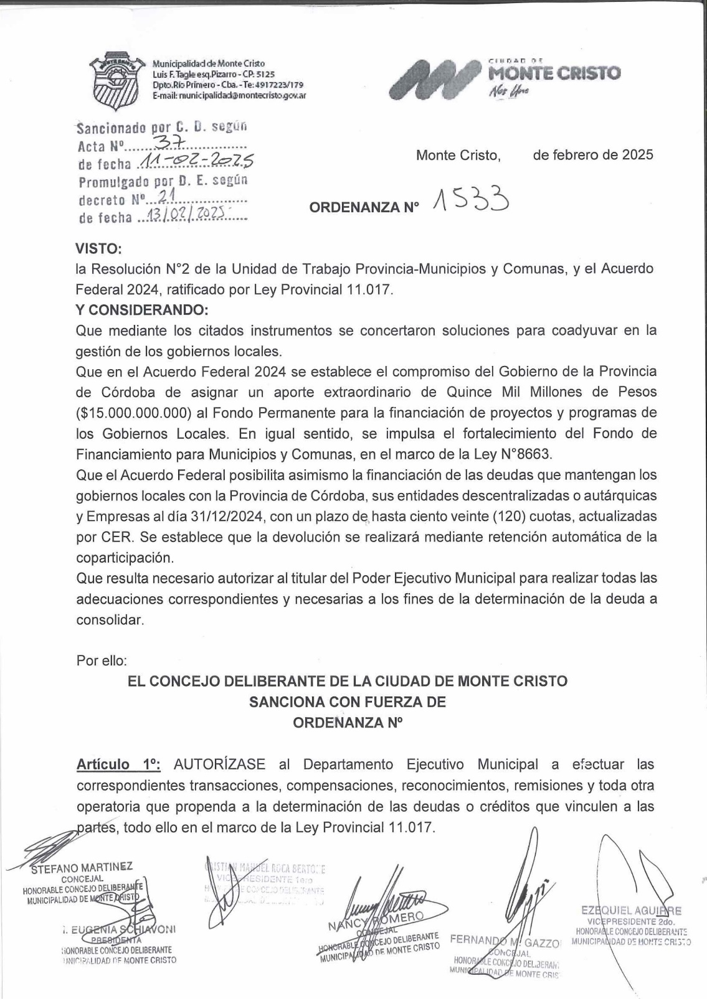 MONTE CRISTO
Municipalidad de Monte Cristo
Luis F. Tagle esq.Pizarro - CP. 5125
Dpto.Río Primero - Cba. - Te: 4917223/179
E-mail: municipalidad@montecristo.gov.ar
CIUDAD DE
MONTE CRISTO
Sancionado por C. D. según
Acta Nº.......37................
de fecha .11-02-2025
Promulgado por D. E. según
decreto Nº...21................
de fecha ...13/02/2025......
Monte Cristo, de febrero de 2025
ORDENANZA N° 1533
VISTO:
la Resolución N°2 de la Unidad de Trabajo Provincia-Municipios y Comunas, y el Acuerdo
Federal 2024, ratificado por Ley Provincial 11.017.
Y CONSIDERANDO:
Que mediante los citados instrumentos se concertaron soluciones para coadyuvar en la
gestión de los gobiernos locales.
Que en el Acuerdo Federal 2024 se establece el compromiso del Gobierno de la Provincia
de Córdoba de asignar un aporte extraordinario de Quince Mil Millones de Pesos
($15.000.000.000) al Fondo Permanente para la financiación de proyectos y programas de
los Gobiernos Locales. En igual sentido, se impulsa el fortalecimiento del Fondo de
Financiamiento para Municipios y Comunas, en el marco de la Ley N°8663.
Que el Acuerdo Federal posibilita asimismo la financiación de las deudas que mantengan los
gobiernos locales con la Provincia de Córdoba, sus entidades descentralizadas o autárquicas
y Empresas al día 31/12/2024, con un plazo de hasta ciento veinte (120) cuotas, actualizadas
por CER. Se establece que la devolución se realizará mediante retención automática de la
coparticipación.
Que resulta necesario autorizar al titular del Poder Ejecutivo Municipal para realizar todas las
adecuaciones correspondientes y necesarias a los fines de la determinación de la deuda a
consolidar.
Por ello:
EL CONCEJO DELIBERANTE DE LA CIUDAD DE MONTE CRISTO
SANCIONA CON FUERZA DE
ORDENANZA Nº
Artículo 1º: AUTORÍZASE al Departamento Ejecutivo Municipal a efectuar las
correspondientes transacciones, compensaciones, reconocimientos, remisiones y toda otra
operatoria que propenda a la determinación de las deudas o créditos que vinculen a las
partes, todo ello en el marco de la Ley Provincial 11.017.
STEFANO MARTINEZ
CONCEJAL
HONORABLE CONCEJO DELIBERANTE
MUNICIPALIDAD DE MONTE CRISTO
EUGENIA SCHIAVONI
PRESIDENTA
HONORABLE CONCEJO DELIBERANTE
MUNICIPALIDAD DE MONTE CRISTO
MANUEL ROCA
VICEPRESIDENTE 1ero
NANCY ROMERO
CONCEJAL
HONORABLE CONCEJO DELIBERANTE
MUNICIPALIDAD DE MONTE CRISTO
FERNANDO M. GAZZO
CONCEJAL
HONORABLE CONCEJO DELIBERAN
MUNICIPALIDAD DE MONTE CRIS
EZEQUIEL AGUIRRE
VICEPRESIDENTE 2do.
HONORABLE CONCEJO DELIBERANTE
MUNICIPALIDAD DE MONTE CRISTO